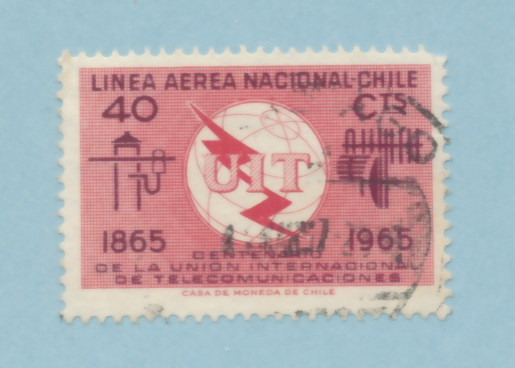 LINEA AEREA NACIONAL-CHILE
40 CTS
UIT
1865 1965
CENTENARIO
DE LA UNION INTERNACIONAL
DE TELECOMUNICACIONES
CASA DE MONEDA DE CHILE